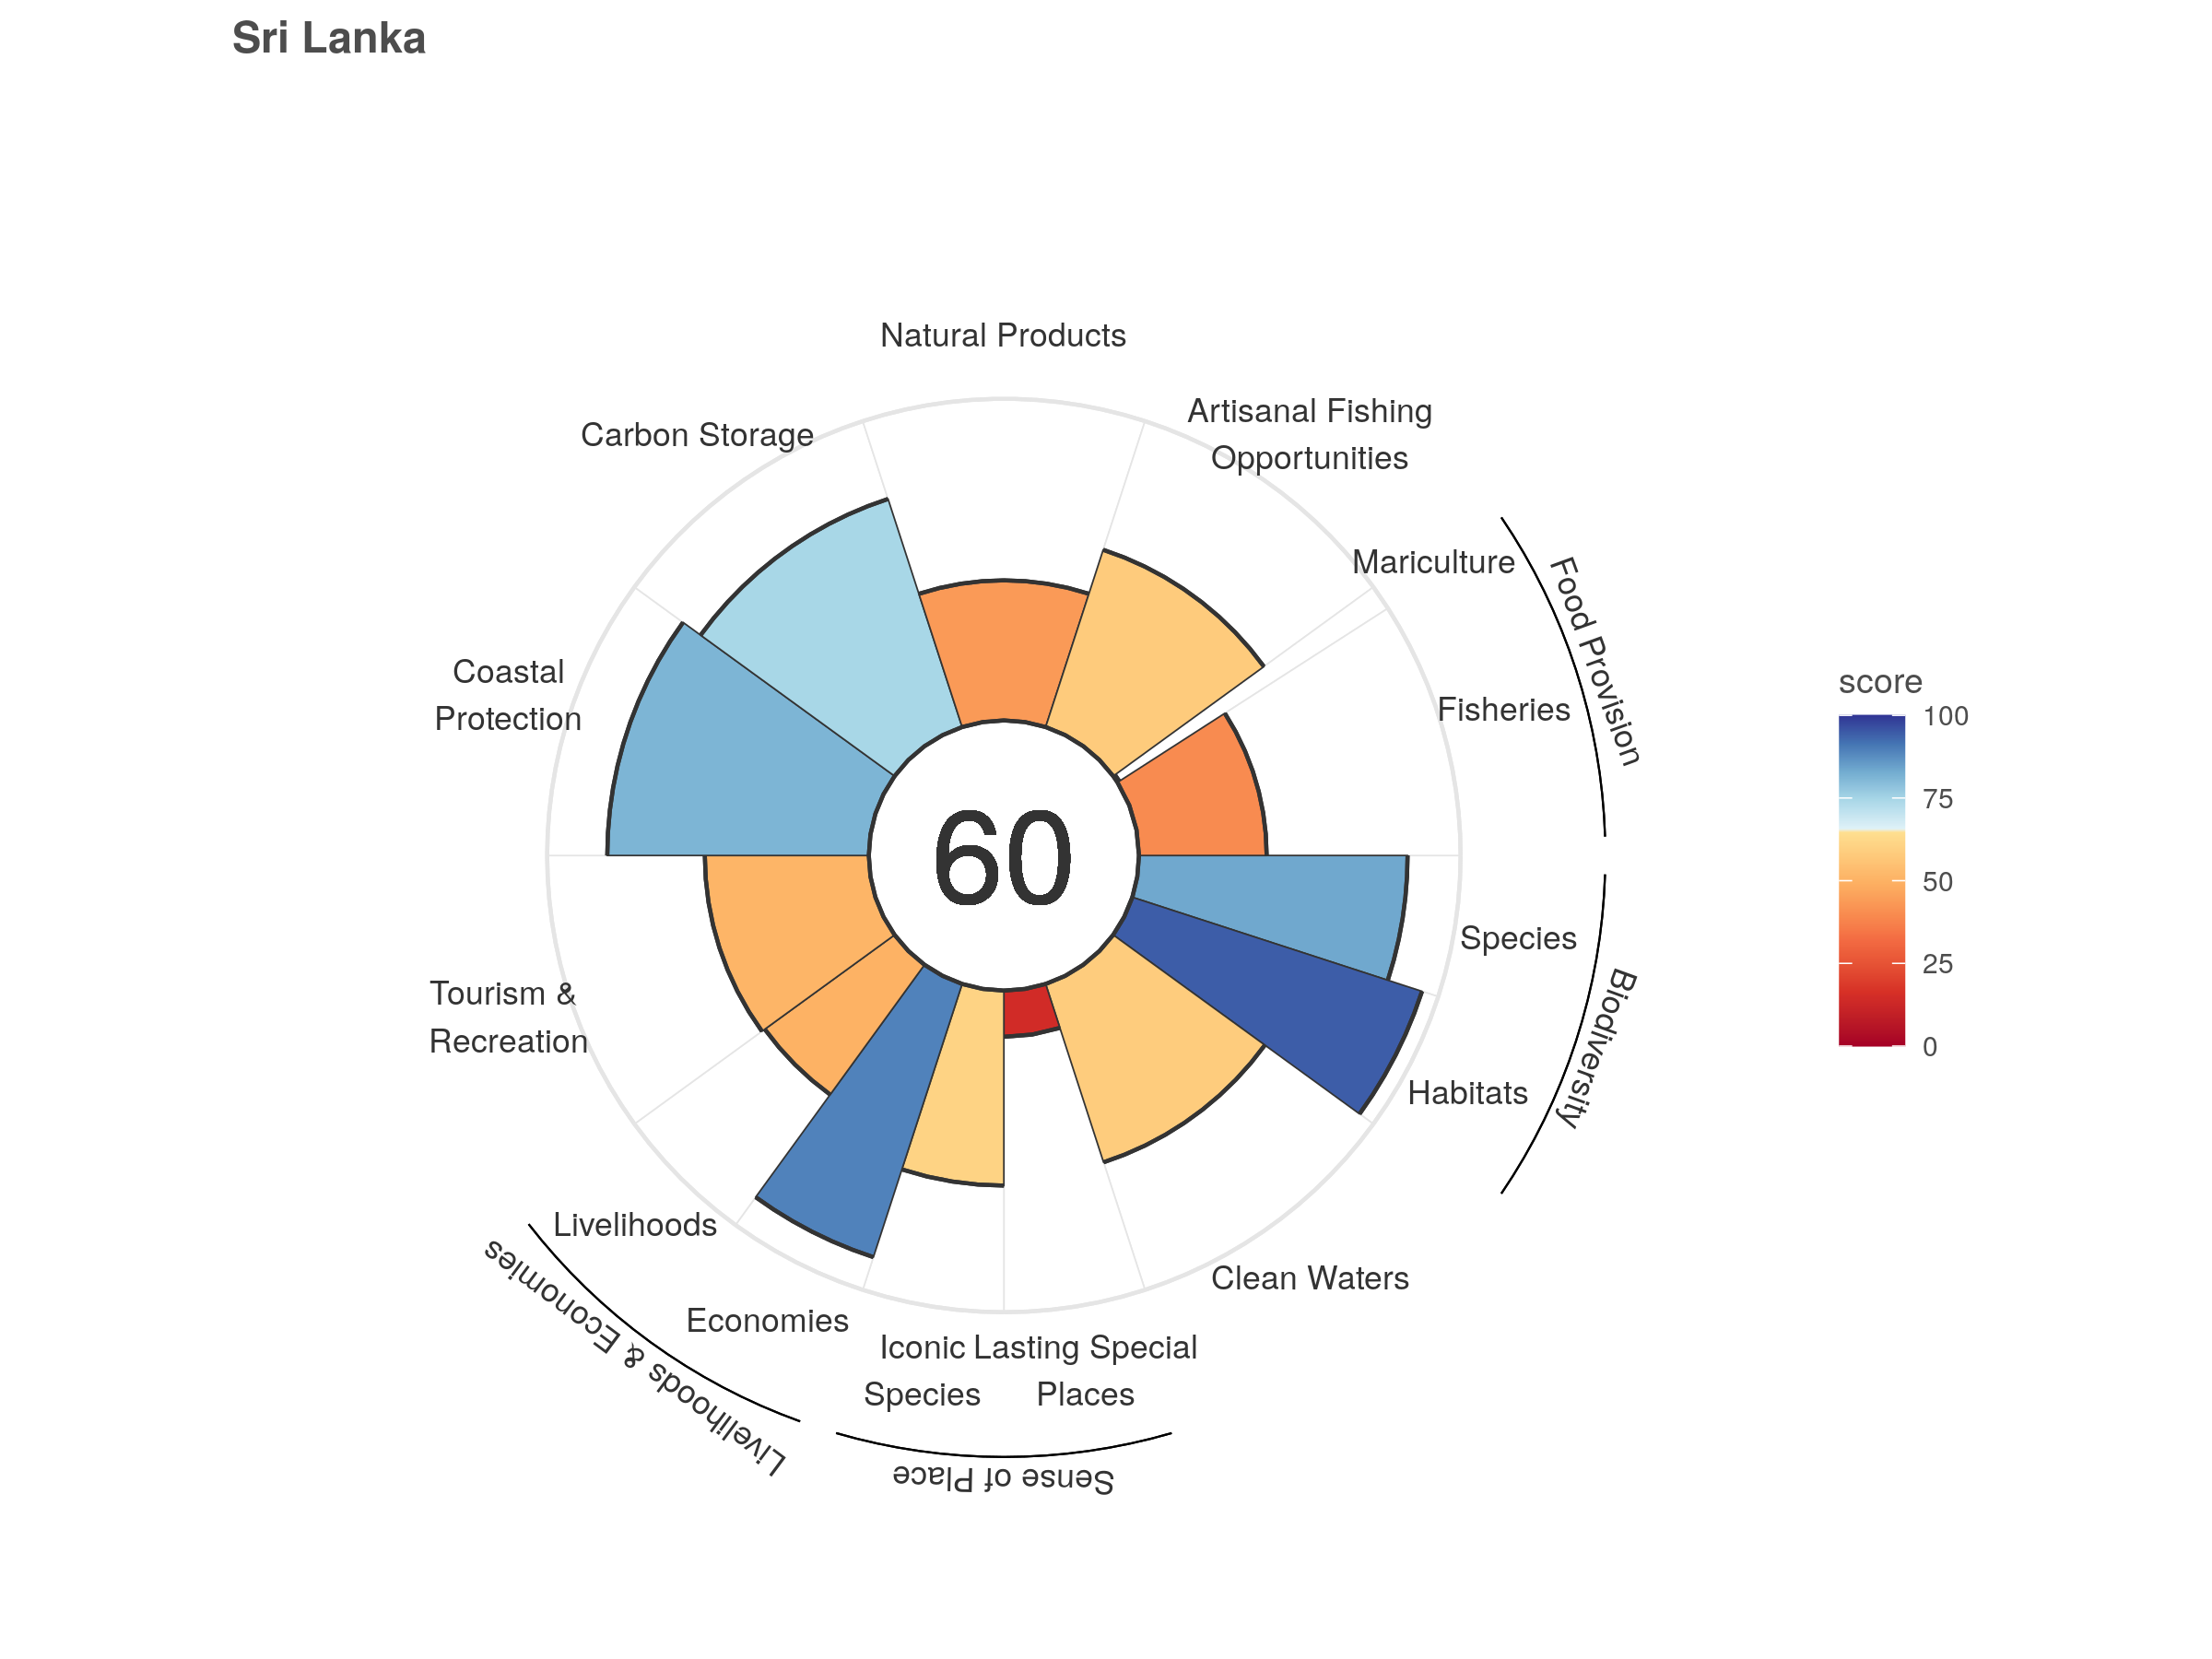 Sri Lanka
Natural Products
Artisanal Fishing
Opportunities
Carbon Storage
Mariculture
Food Provision
Fisheries
Coastal
Protection
score
100
75
50
25
0
60
Species
Biodiversity
Habitats
Tourism &
Recreation
Livelihoods
Economies
Livelihoods & Economies
Clean Waters
Iconic
Species
Lasting Special
Places
Sense of Place